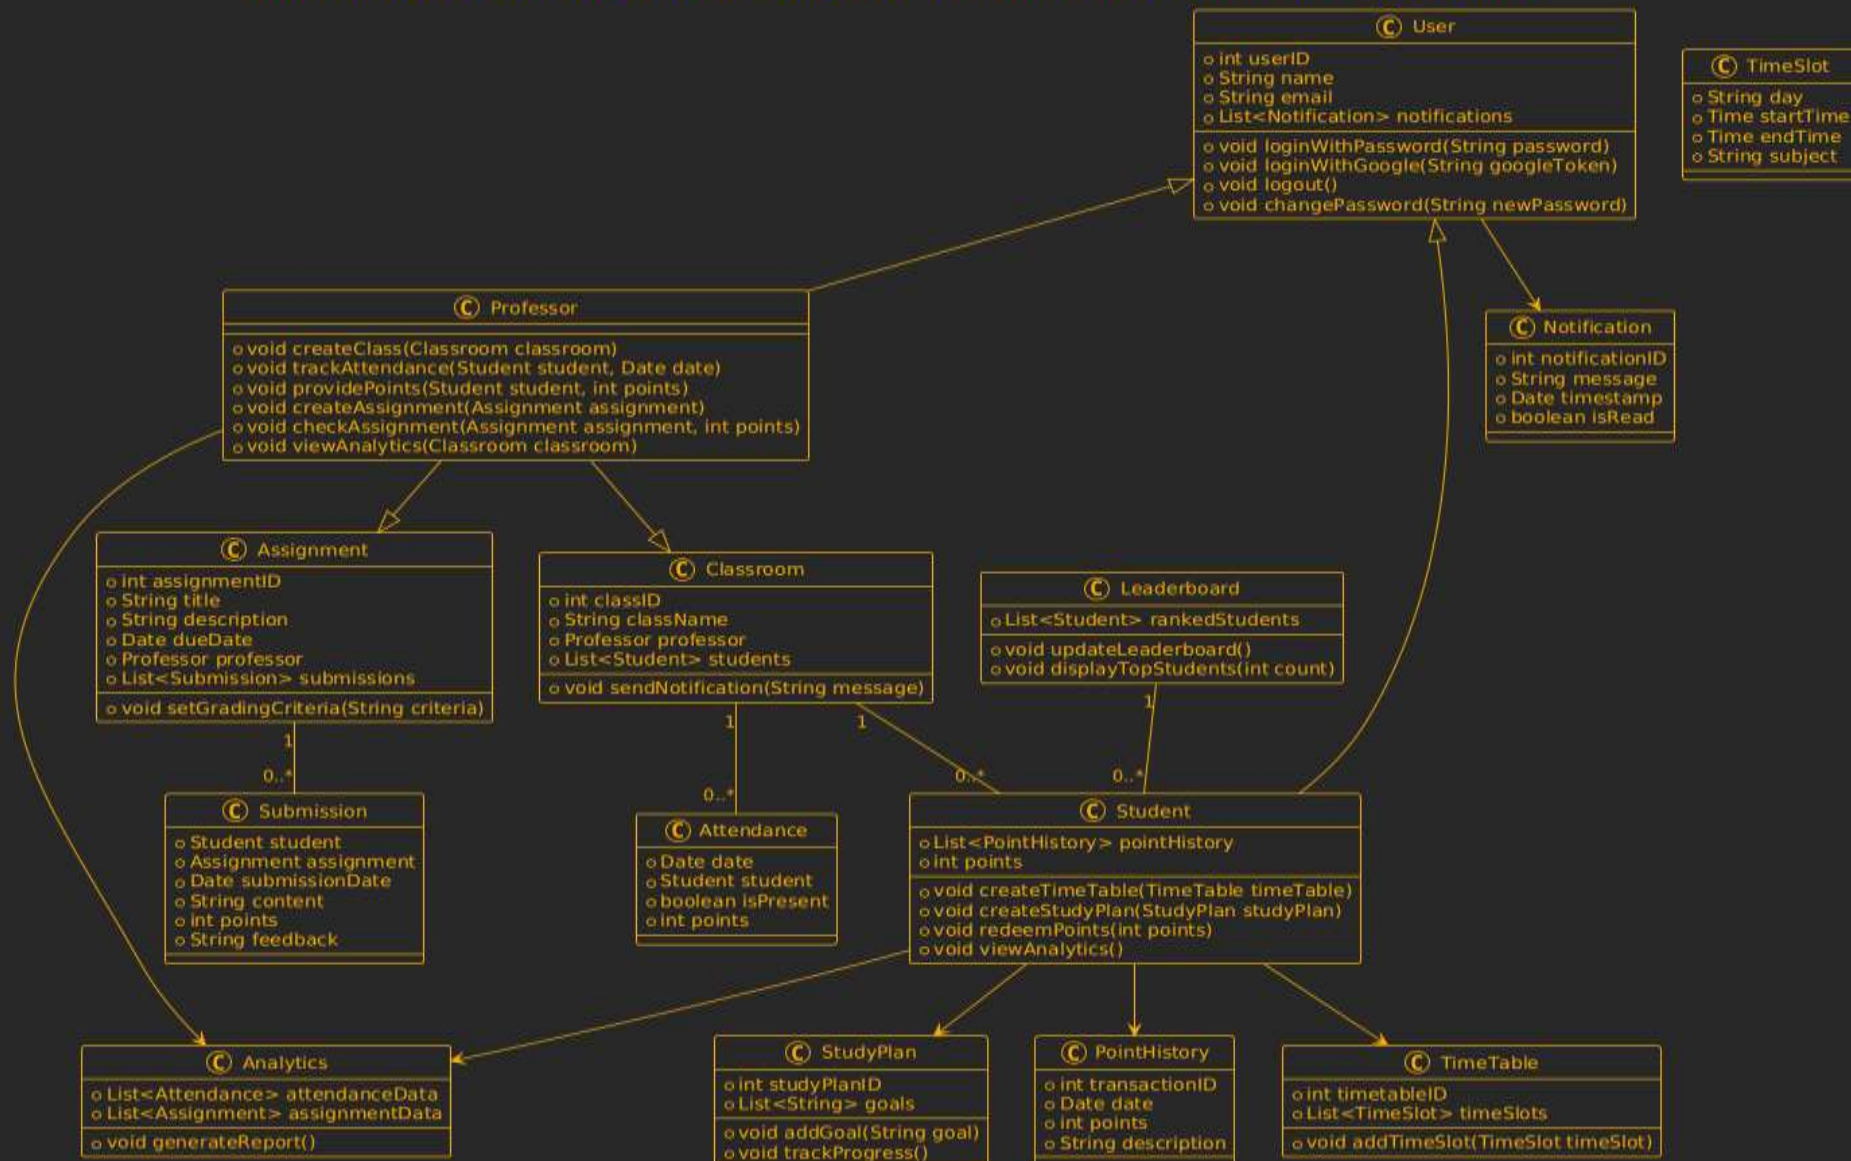 C User
int userID
String name
String email
List<Notification> notifications
void loginWithPassword(String password)
void loginWithGoogle(String googleToken)
void logout()
void changePassword(String newPassword)
C TimeSlot
String day
Time startTime
Time endTime
String subject
C Professor
void createClass(Classroom classroom)
void trackAttendance(Student student, Date date)
void providePoints(Student student, int points)
void createAssignment(Assignment assignment)
void checkAssignment(Assignment assignment, int points)
void viewAnalytics(Classroom classroom)
C Notification
int notificationID
String message
Date timestamp
boolean isRead
C Assignment
int assignmentID
String title
String description
Date dueDate
Professor professor
List<Submission> submissions
void setGradingCriteria(String criteria)
C Classroom
int classID
String className
Professor professor
List<Student> students
void sendNotification(String message)
C Leaderboard
List<Student> rankedStudents
void updateLeaderboard()
void displayTopStudents(int count)
1
0..*
1
0..*
1
0..*
1
0..*
C Submission
Student student
Assignment assignment
Date submissionDate
String content
int points
String feedback
C Attendance
Date date
Student student
boolean isPresent
int points
C Student
List<PointHistory> pointHistory
int points
void createTimeTable(TimeTable timeTable)
void createStudyPlan(StudyPlan studyPlan)
void redeemPoints(int points)
void viewAnalytics()
C Analytics
List<Attendance> attendanceData
List<Assignment> assignmentData
void generateReport()
C StudyPlan
int studyPlanID
List<String> goals
void addGoal(String goal)
void trackProgress()
C PointHistory
int transactionID
Date date
int points
String description
C TimeTable
int timetableID
List<TimeSlot> timeSlots
void addTimeSlot(TimeSlot timeSlot)